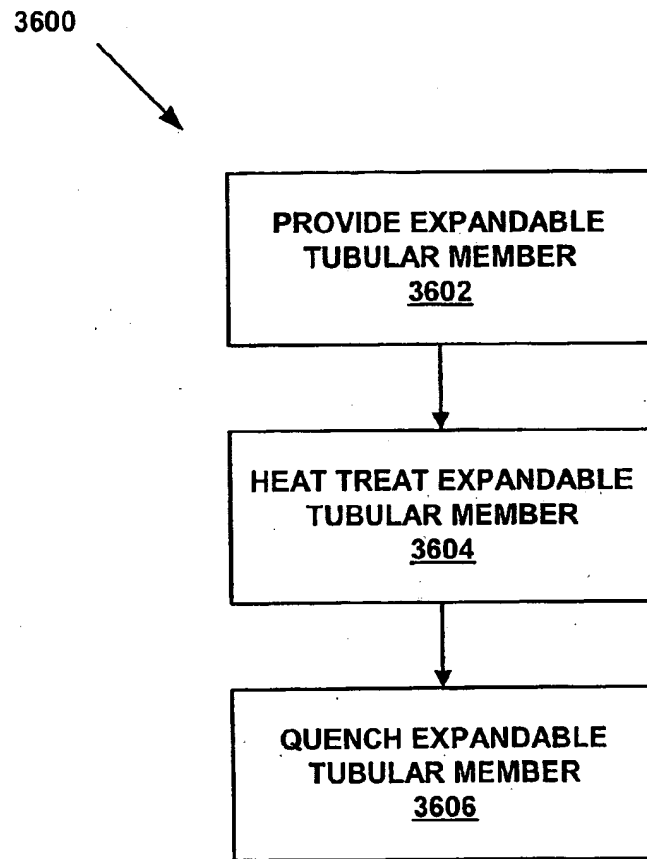 3600
PROVIDE EXPANDABLE
TUBULAR MEMBER
3602
HEAT TREAT EXPANDABLE
TUBULAR MEMBER
3604
QUENCH EXPANDABLE
TUBULAR MEMBER
3606